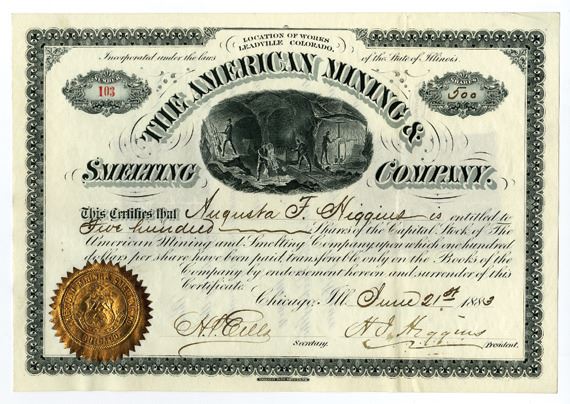 LOCATION OF WORKS
LEADVILLE COLORADO.
Incorporated under the laws of the State of Illinois.
NUMBER
103
500
THE AMERICAN MINING &
SMELTING COMPANY.
This Certifies that Augusta F. Higgins is entitled to
Five hundred Shares of the Capital Stock of The
American Mining and Smelting Company, upon which one hundred
dollars per share have been paid, transferable only on the Books of the
Company by endorsement hereon and surrender of this
Certificate.
Chicago, Ill. June 21st 1883
H. J. Higgins
Secretary. President.